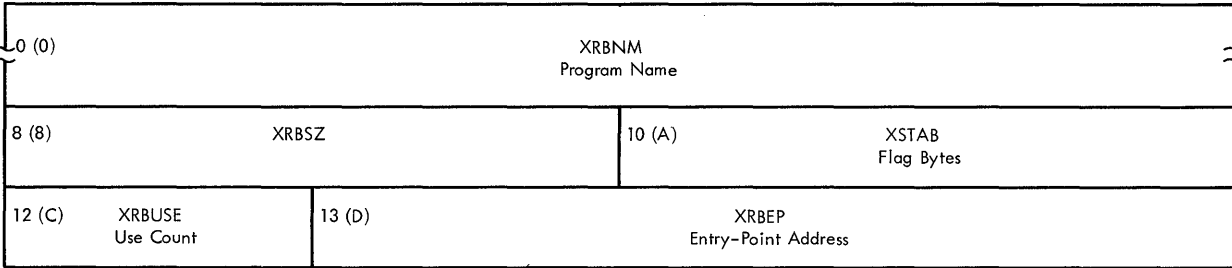 0 (0) XRBNM
Program Name
8 (8) XRBSZ 10 (A) XSTAB
Flag Bytes
12 (C) XRBUSE 13 (D) XRBEP
Use Count Entry-Point Address